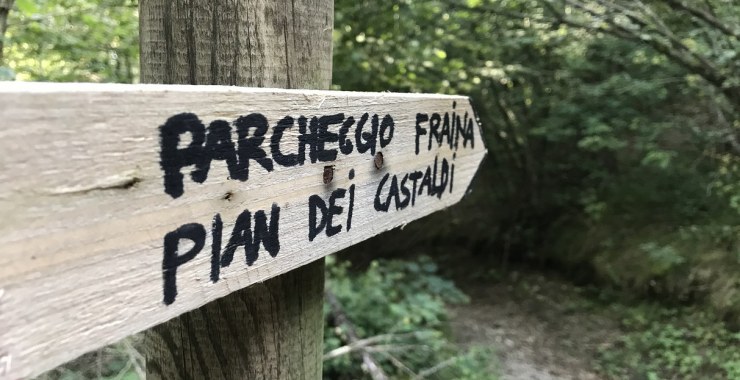 PARCHEGGIO FRAINA
PIAN DEI CASTALDI